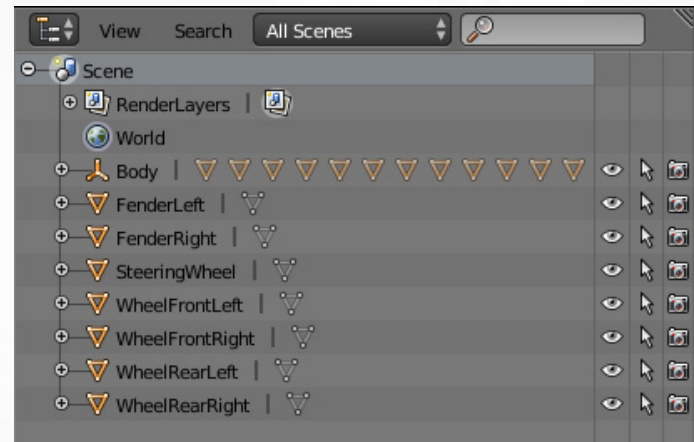 View Search All Scenes
Scene
RenderLayers
World
Body
FenderLeft
FenderRight
SteeringWheel
WheelFrontLeft
WheelFrontRight
WheelRearLeft
WheelRearRight